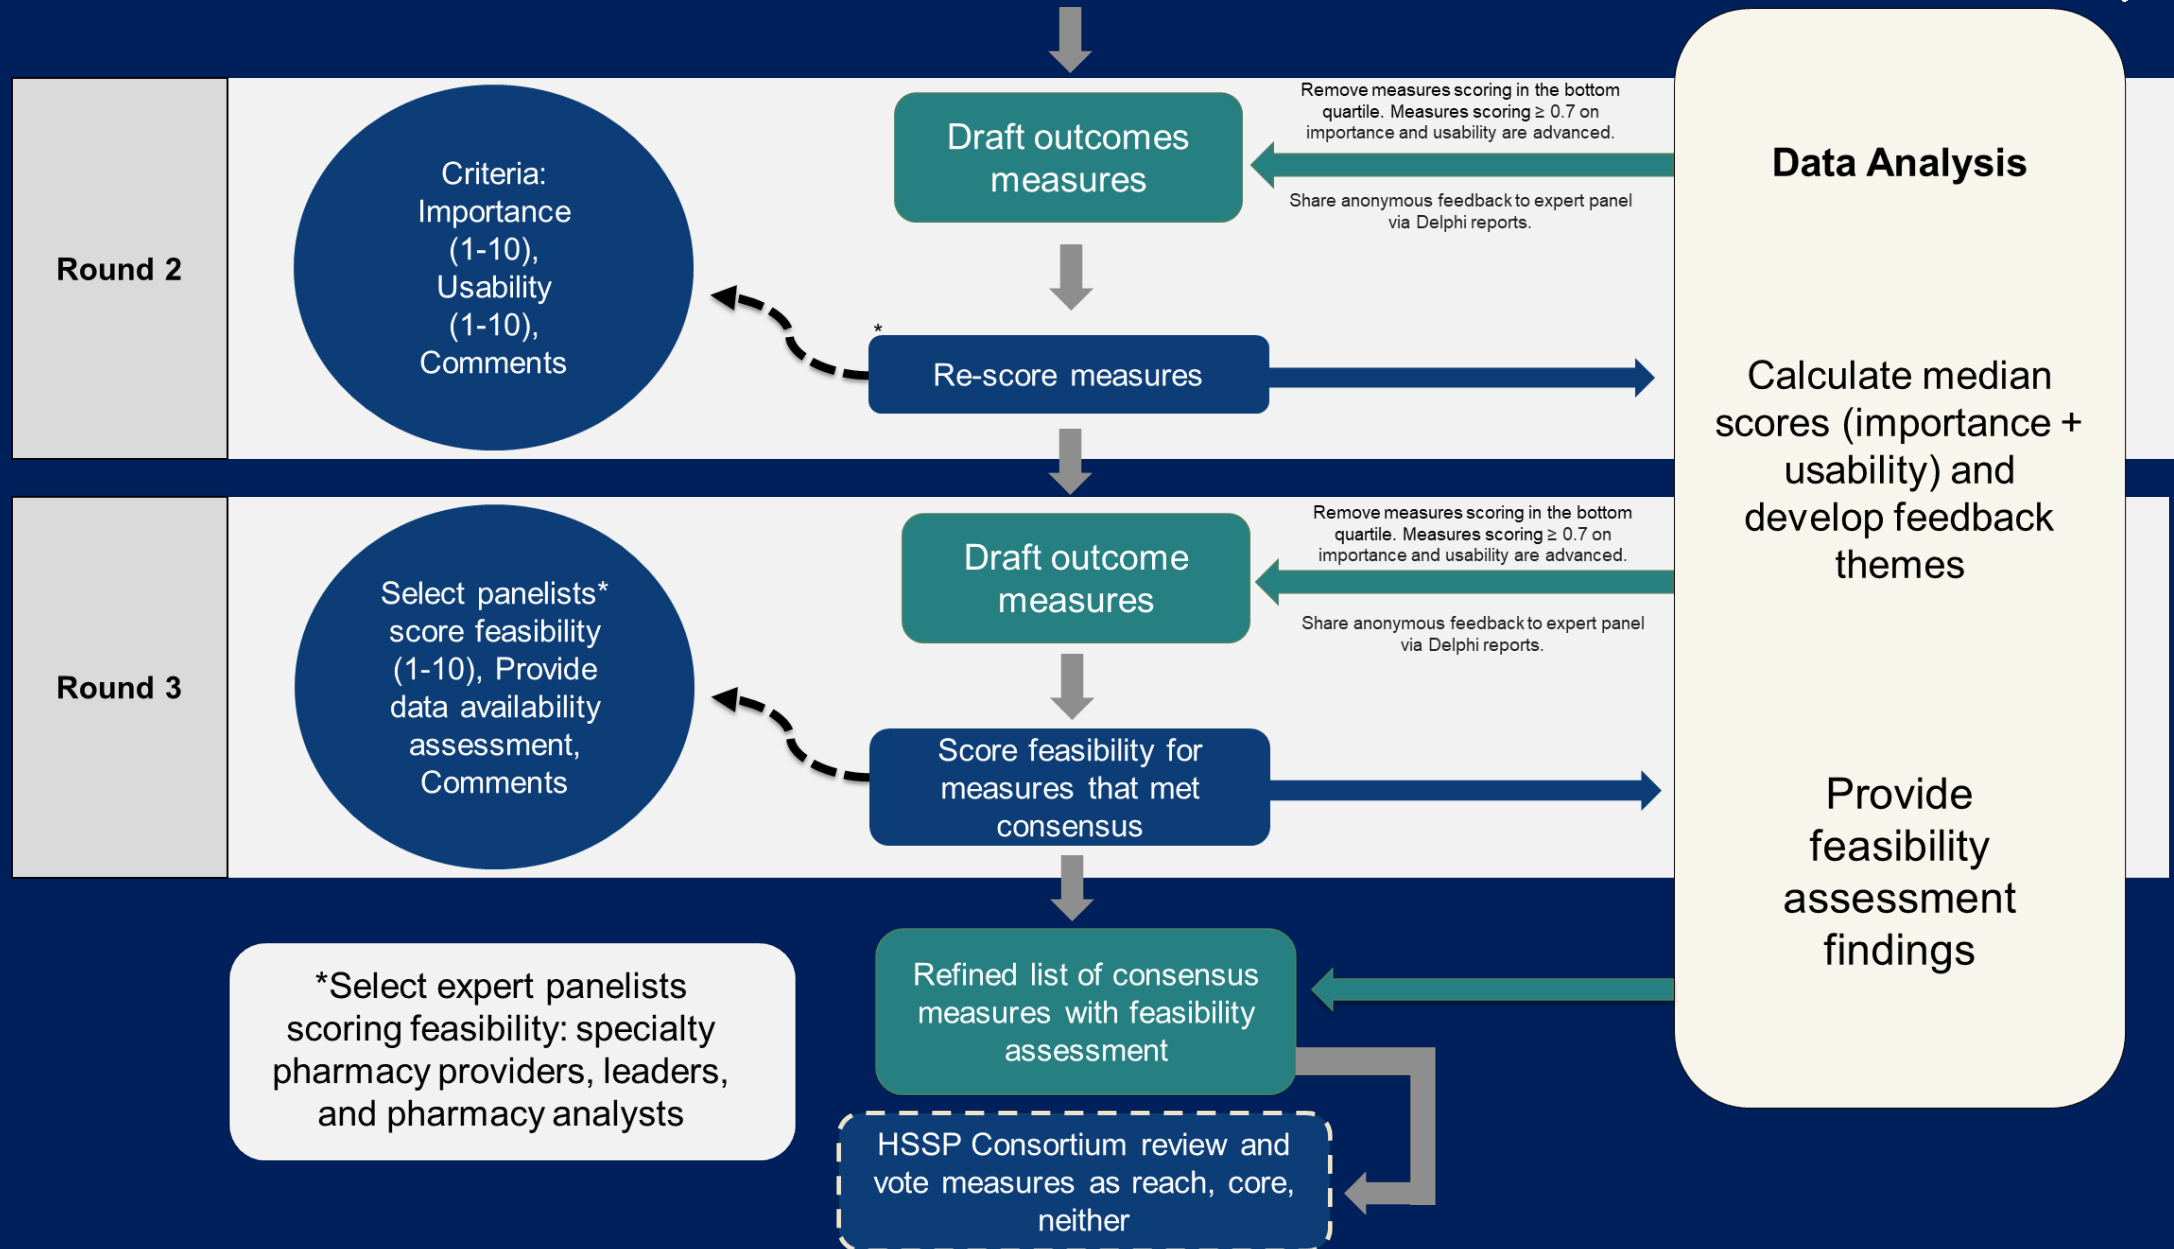 Round 2
Criteria:
Importance
(1-10),
Usability
(1-10),
Comments
Draft outcomes
measures
Remove measures scoring in the bottom
quartile. Measures scoring ≥ 0.7 on
importance and usability are advanced.
Share anonymous feedback to expert panel
via Delphi reports.
*
Re-score measures
Data Analysis
Calculate median
scores (importance +
usability) and
develop feedback
themes
Provide
feasibility
assessment
findings
Round 3
Select panelists*
score feasibility
(1-10), Provide
data availability
assessment,
Comments
Draft outcome
measures
Remove measures scoring in the bottom
quartile. Measures scoring ≥ 0.7 on
importance and usability are advanced.
Share anonymous feedback to expert panel
via Delphi reports.
Score feasibility for
measures that met
consensus
*Select expert panelists
scoring feasibility: specialty
pharmacy providers, leaders,
and pharmacy analysts
Refined list of consensus
measures with feasibility
assessment
HSSP Consortium review and
vote measures as reach, core,
neither